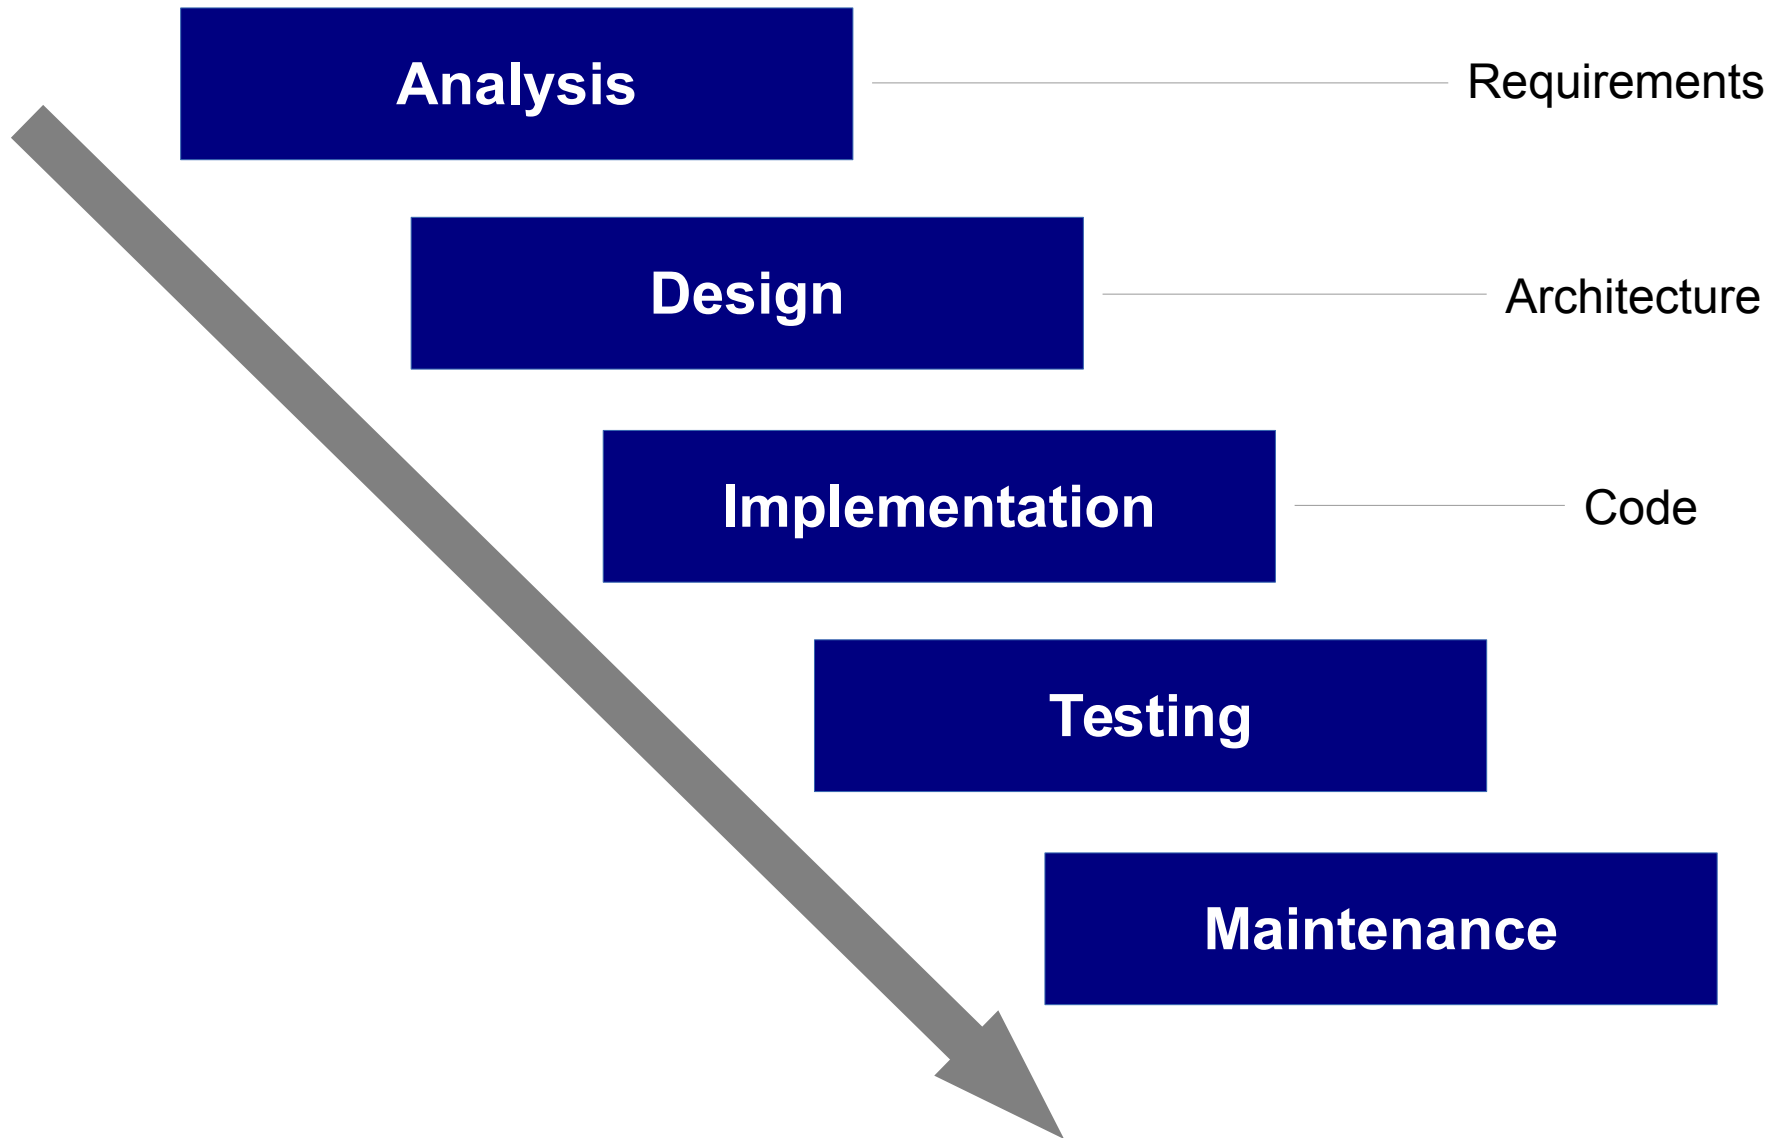 Analysis
Requirements
Design
Architecture
Implementation
Code
Testing
Maintenance